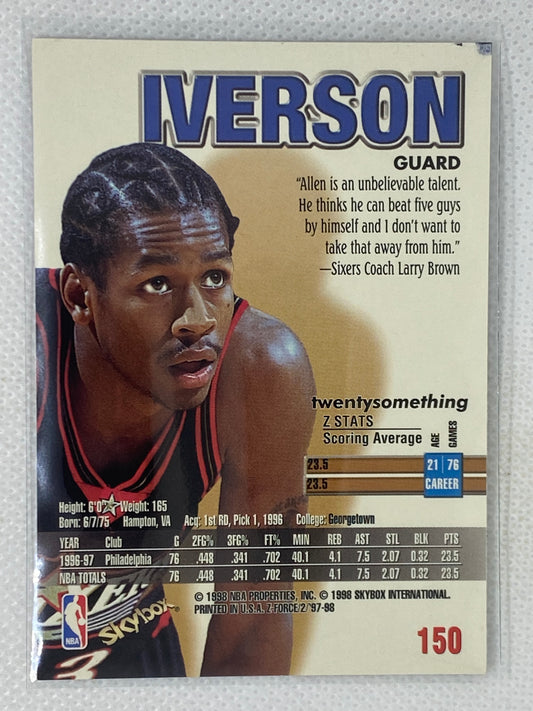 IVERSON
GUARD
“Allen is an unbelievable talent.
He thinks he can beat five guys
by himself and I don’t want to
take that away from him.”
—Sixers Coach Larry Brown
twentysomething
Z STATS
Scoring Average
AGE
GAMES
23.5 21 76
23.5 CAREER
Height: 6'0" Weight: 165
Born: 6/7/75 Hampton, VA Acq: 1st RD, Pick 1, 1996 College: Georgetown
YEAR Club G 2FG% 3FG% FT% MIN REB AST STL BLK PTS
1996-97 Philadelphia 76 .448 .341 .702 40.1 4.1 7.5 2.07 0.32 23.5
NBA TOTALS 76 .448 .341 .702 40.1 4.1 7.5 2.07 0.32 23.5
© 1998 NBA PROPERTIES, INC. © 1998 SKYBOX INTERNATIONAL.
PRINTED IN U.S.A. Z-FORCE/2/'97-98
NBA
SKYBOX
3
150